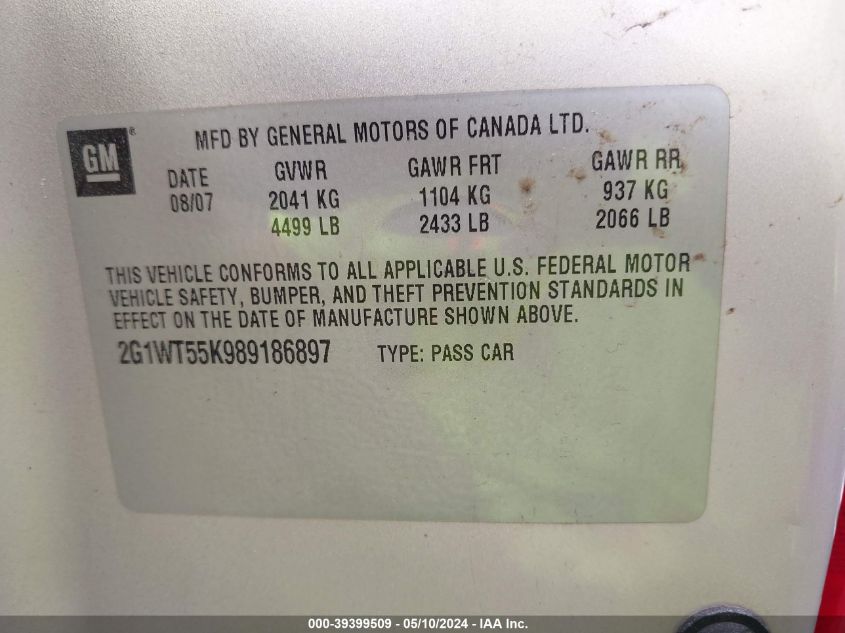 GM®
MFD BY GENERAL MOTORS OF CANADA LTD.
DATE GVWR GAWR FRT GAWR RR
08/07 2041 KG 1104 KG 937 KG
4499 LB 2433 LB 2066 LB
THIS VEHICLE CONFORMS TO ALL APPLICABLE U.S. FEDERAL MOTOR
VEHICLE SAFETY, BUMPER, AND THEFT PREVENTION STANDARDS IN
EFFECT ON THE DATE OF MANUFACTURE SHOWN ABOVE.
2G1WT55K989186897 TYPE: PASS CAR
000-39399509 - 05/10/2024 - IAA Inc.